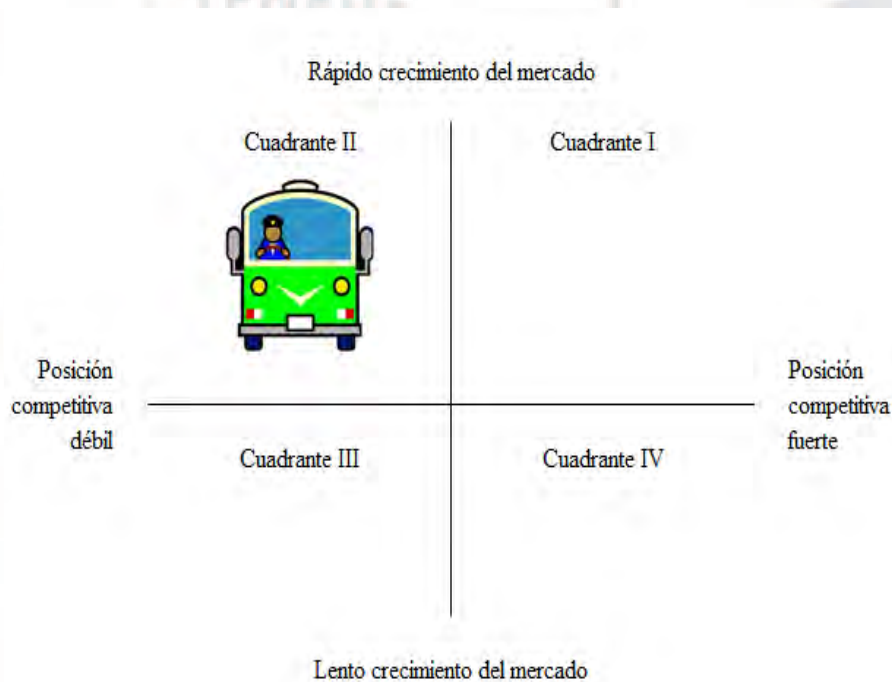 Rápido crecimiento del mercado
Cuadrante II
Cuadrante I
Posición
competitiva
débil
Posición
competitiva
fuerte
Cuadrante III
Cuadrante IV
Lento crecimiento del mercado